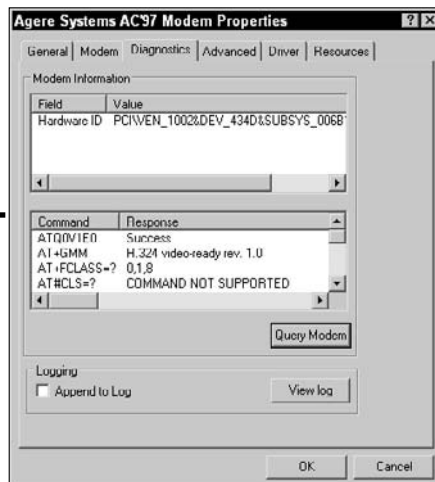 Agere Systems AC'97 Modem Properties
General Modem Diagnostics Advanced Driver Resources
Modem Information
Field Value
Hardware ID PCI\VEN_1002&DEV_434D&SUBSYS_006B
Command Response
ATQ0V1E0 Success
AT+GMM H.324 video-ready rev. 1.0
AT+FCLASS=? 0,1,8
AT#CLS=? COMMAND NOT SUPPORTED
Query Modem
Logging
Append to Log View log
OK Cancel